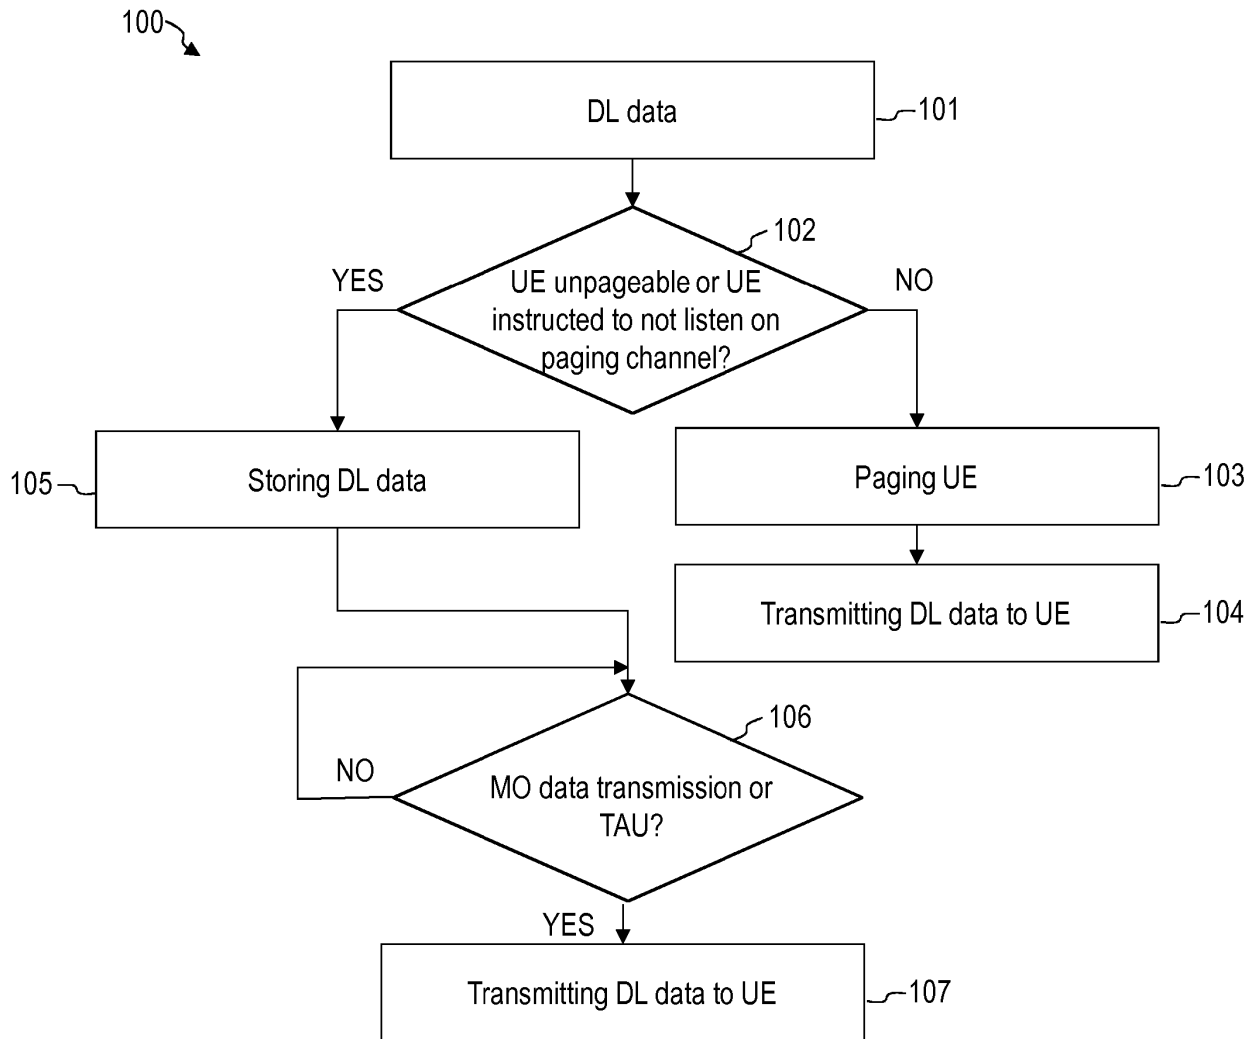 100
DL data
101
102
YES
UE unpageable or UE
instructed to not listen on
paging channel?
NO
105
Storing DL data
Paging UE
103
Transmitting DL data to UE
104
106
NO
MO data transmission or
TAU?
YES
Transmitting DL data to UE
107